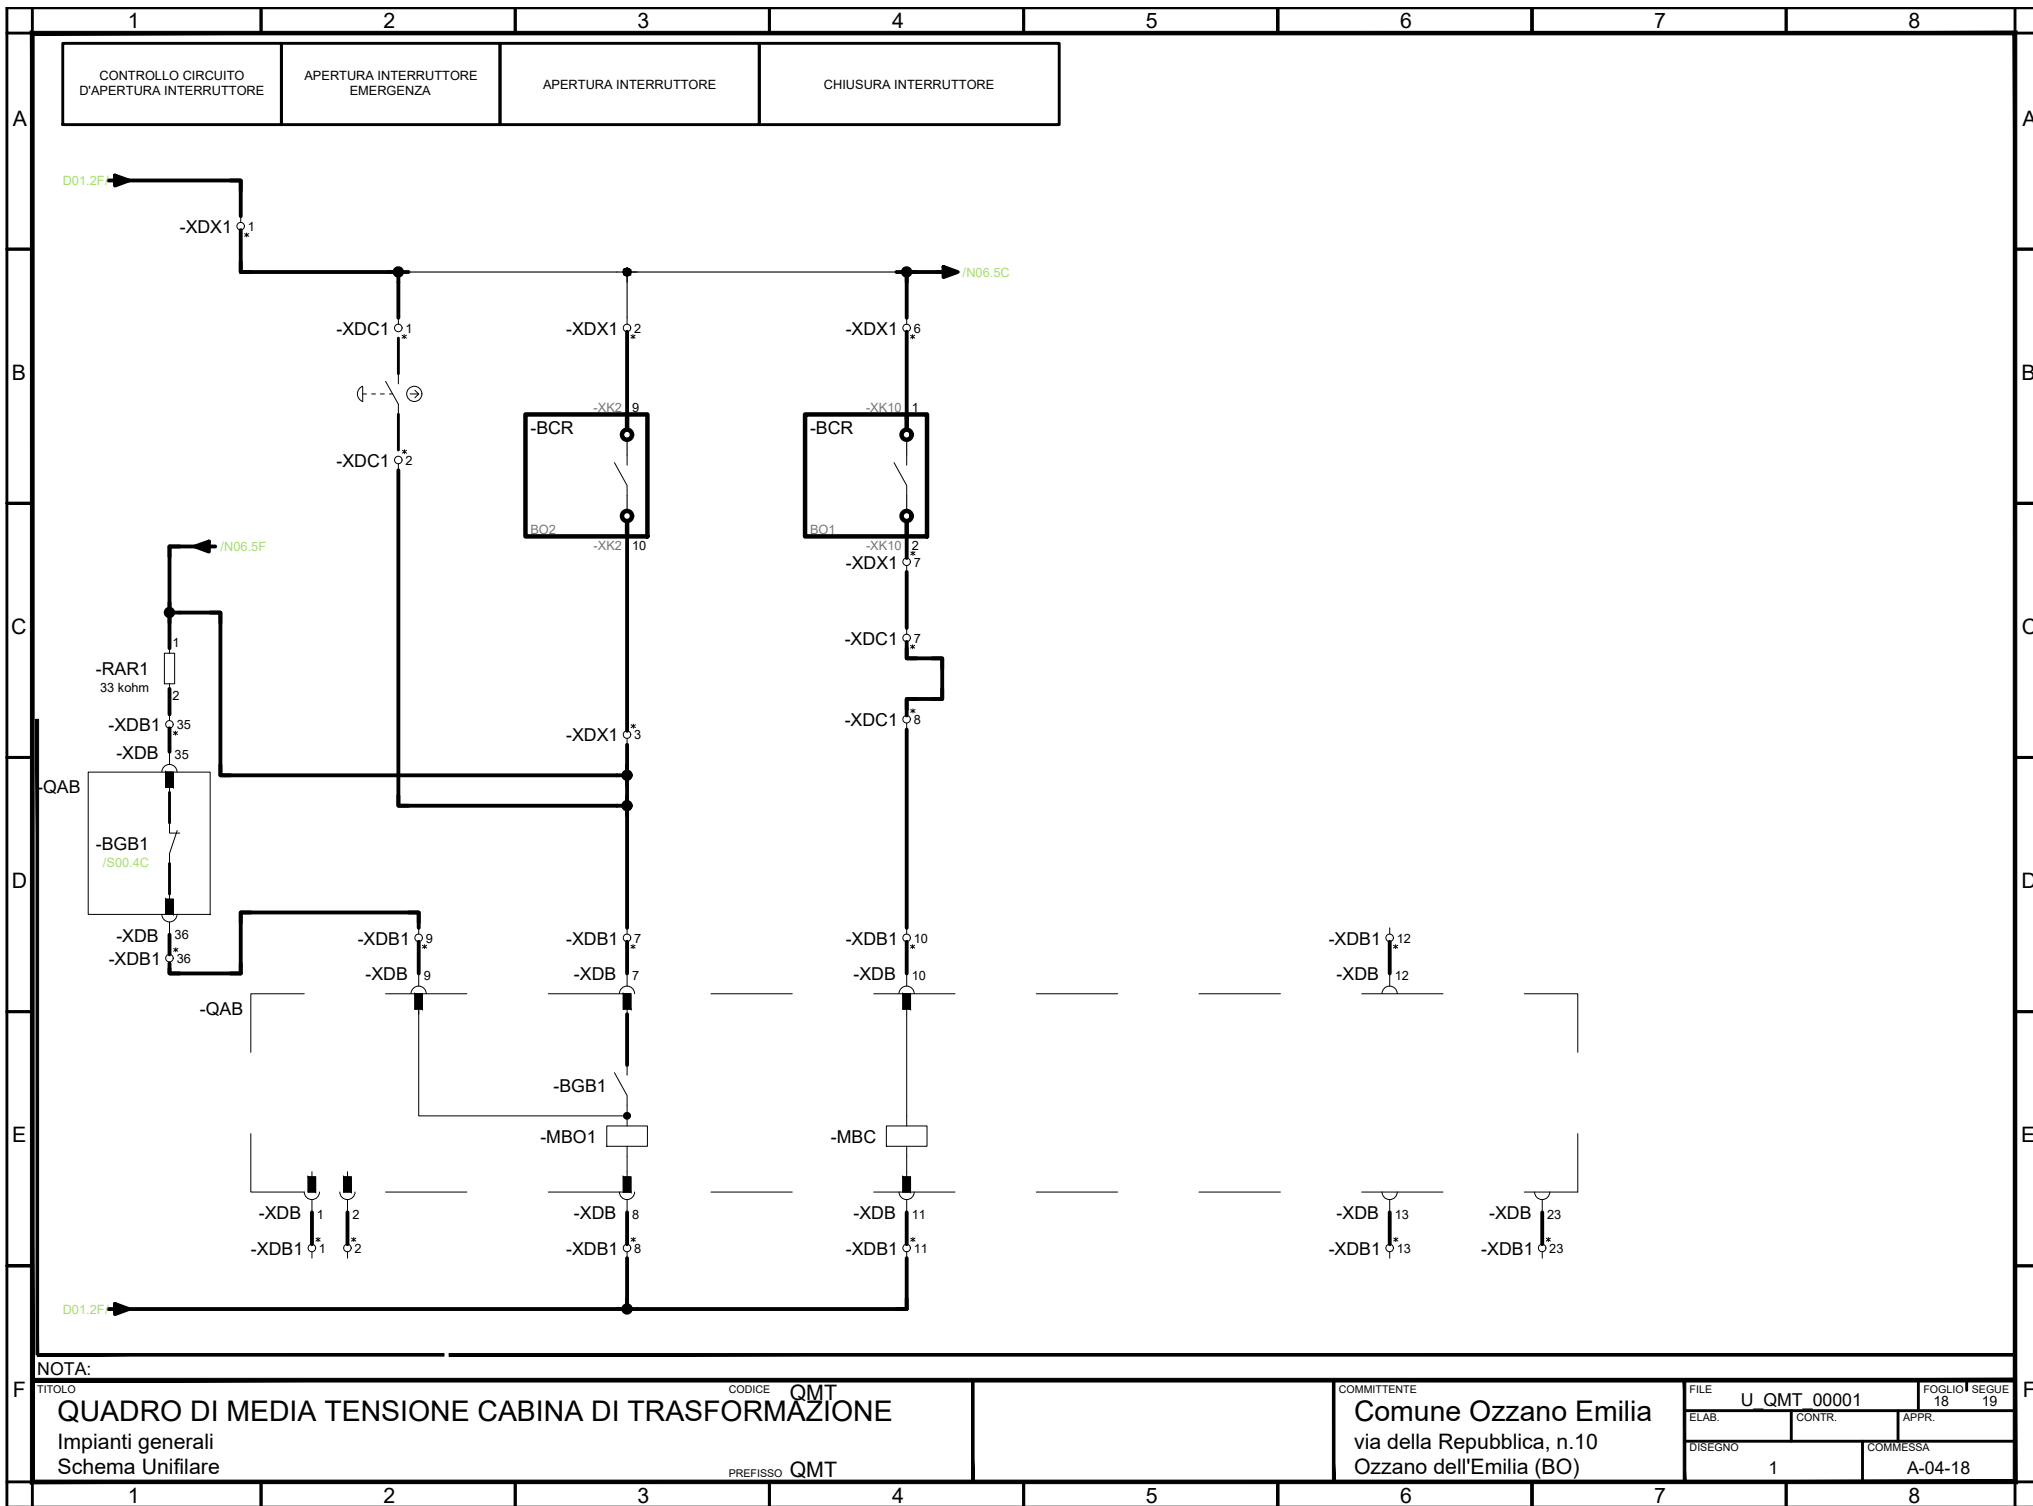 1 2 3 4 5 6 7 8
CONTROLLO CIRCUITO
D'APERTURA INTERRUTTORE
APERTURA INTERRUTTORE
EMERGENZA
APERTURA INTERRUTTORE
CHIUSURA INTERRUTTORE
A A
D01.2F/
-XDX1 1
*
/N06.5C
-XDC1 1
*
-XDX1 2
*
-XDX1 6
*
B B
-XK2 9
-XK10 1
-BCR
-BCR
*
-XDC1 2
BO2
BO1
-XK2 10
-XK10 2
*
-XDX1 7
/N06.5F
C C
1
-RAR1
33 kohm
2
-XDC1 7
*
-XDB1 35
*
-XDB 35
*
-XDX1 3
*
-XDC1 8
-QAB
-BGB1
/S00.4C
D D
-XDB 36
*
-XDB1 36
-XDB1 9
*
-XDB 9
-XDB1 7
*
-XDB 7
-XDB1 10
*
-XDB 10
-XDB1 12
*
-XDB 12
-QAB
-BGB1
E E
-MBO1
-MBC
-XDB 1 2
* *
-XDB1 1 2
-XDB 8
*
-XDB1 8
-XDB 11
*
-XDB1 11
-XDB 13
*
-XDB1 13
-XDB 23
*
-XDB1 23
D01.2F/
NOTA:
F F
TITOLO
QUADRO DI MEDIA TENSIONE CABINA DI TRASFORMAZIONE
Impianti generali
Schema Unifilare
CODICE QMT
PREFISSO QMT
COMMITTENTE
Comune Ozzano Emilia
via della Repubblica, n.10
Ozzano dell'Emilia (BO)
FILE U_QMT_00001
FOGLIO 18
SEGUE 19
ELAB. CONTR. APPR.
DISEGNO 1
COMMESSA A-04-18
1 2 3 4 5 6 7 8